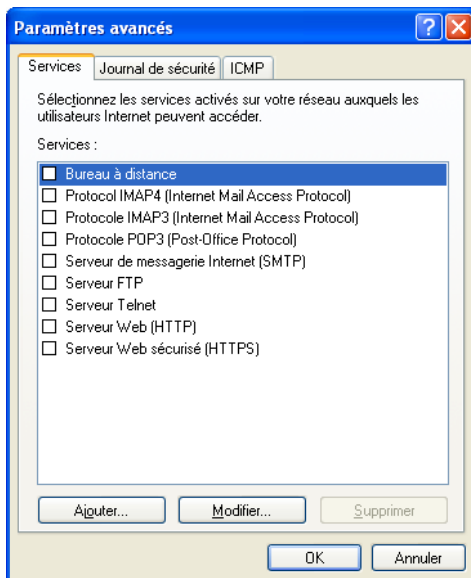 Paramètres avancés
Services
Journal de sécurité
ICMP
Sélectionnez les services activés sur votre réseau auxquels les
utilisateurs Internet peuvent accéder.
Services :
Bureau à distance
Protocol IMAP4 (Internet Mail Access Protocol)
Protocole IMAP3 (Internet Mail Access Protocol)
Protocole POP3 (Post-Office Protocol)
Serveur de messagerie Internet (SMTP)
Serveur FTP
Serveur Telnet
Serveur Web (HTTP)
Serveur Web sécurisé (HTTPS)
Ajouter...
Modifier...
Supprimer
OK
Annuler